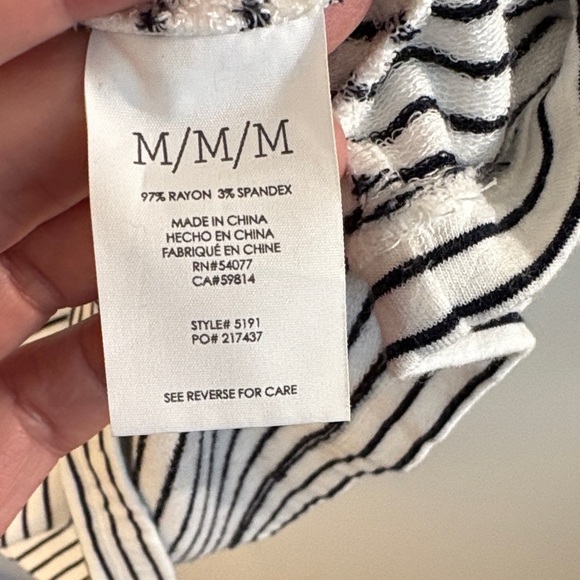 M/M/M
97% RAYON 3% SPANDEX
MADE IN CHINA
HECHO EN CHINA
FABRIQUÉ EN CHINE
RN#54077
CA#59814
STYLE# 5191
PO# 217437
SEE REVERSE FOR CARE